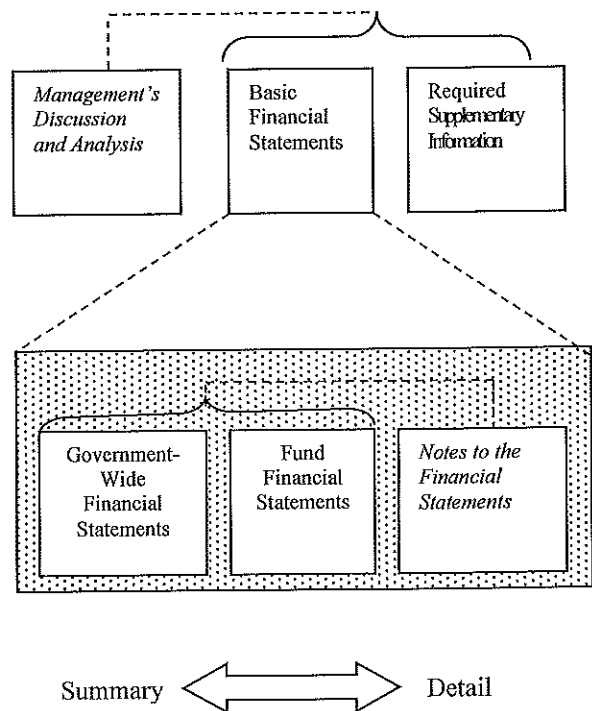 Management's
Discussion
and Analysis
Basic
Financial
Statements
Required
Supplementary
Information
Government-
Wide
Financial
Statements
Fund
Financial
Statements
Notes to the
Financial
Statements
Summary
Detail